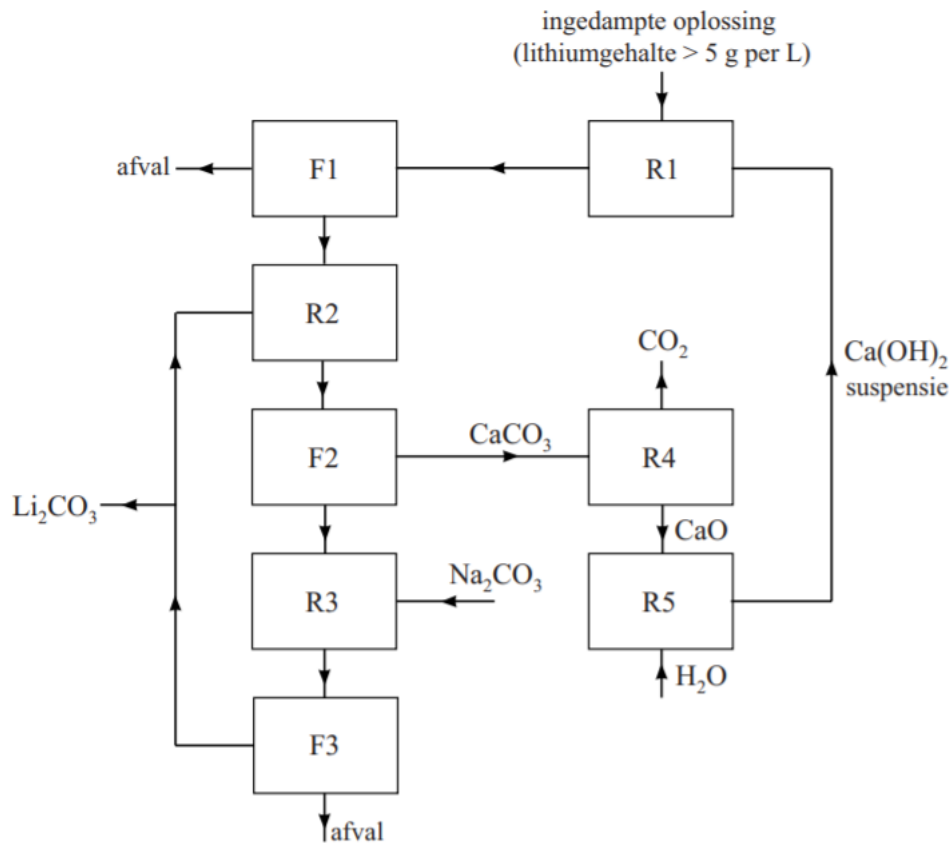 ingedampte oplossing
(lithiumgehalte > 5 g per L)
afval
F1
R1
R2
CO₂
Ca(OH)₂
suspensie
F2
CaCO₃
R4
Li₂CO₃
CaO
R3
Na₂CO₃
R5
H₂O
F3
afval